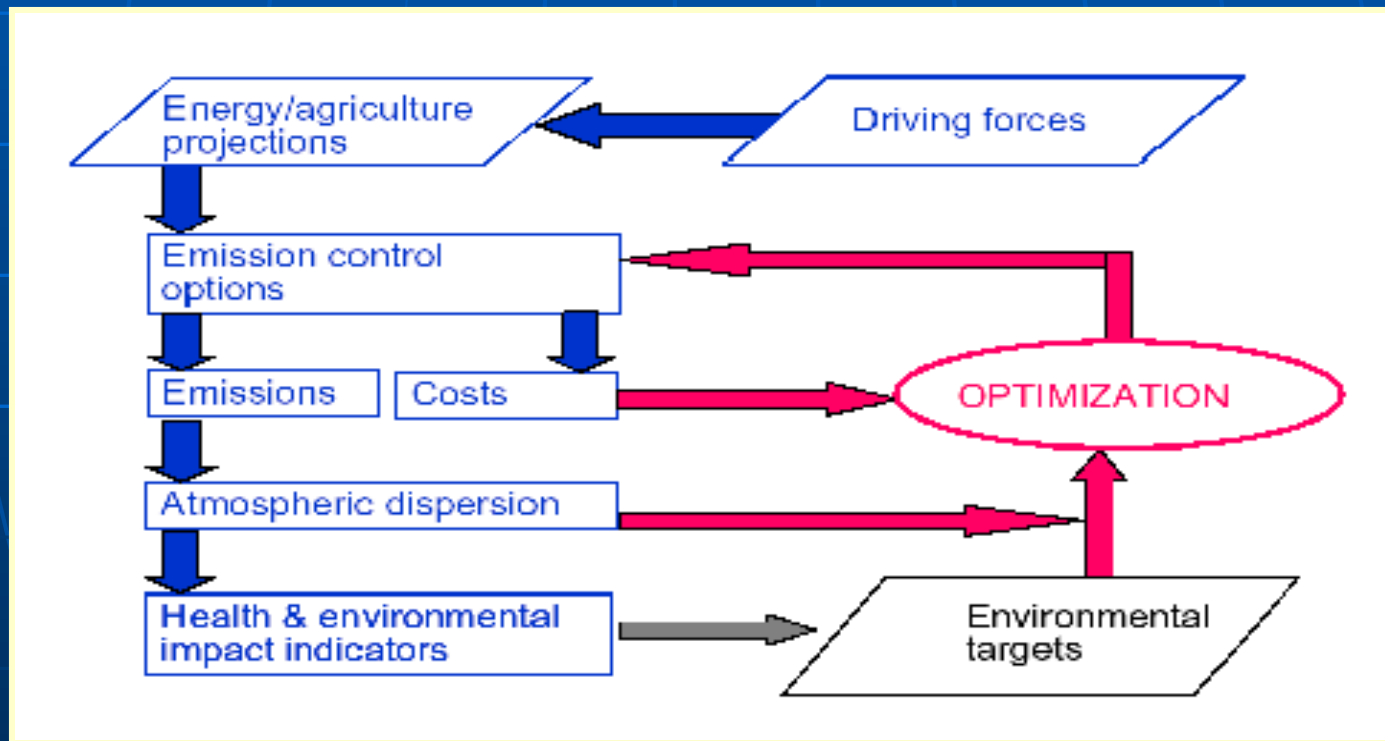 Energy/agriculture
projections
Driving forces
Emission control
options
Emissions
Costs
OPTIMIZATION
Atmospheric dispersion
Health & environmental
impact indicators
Environmental
targets